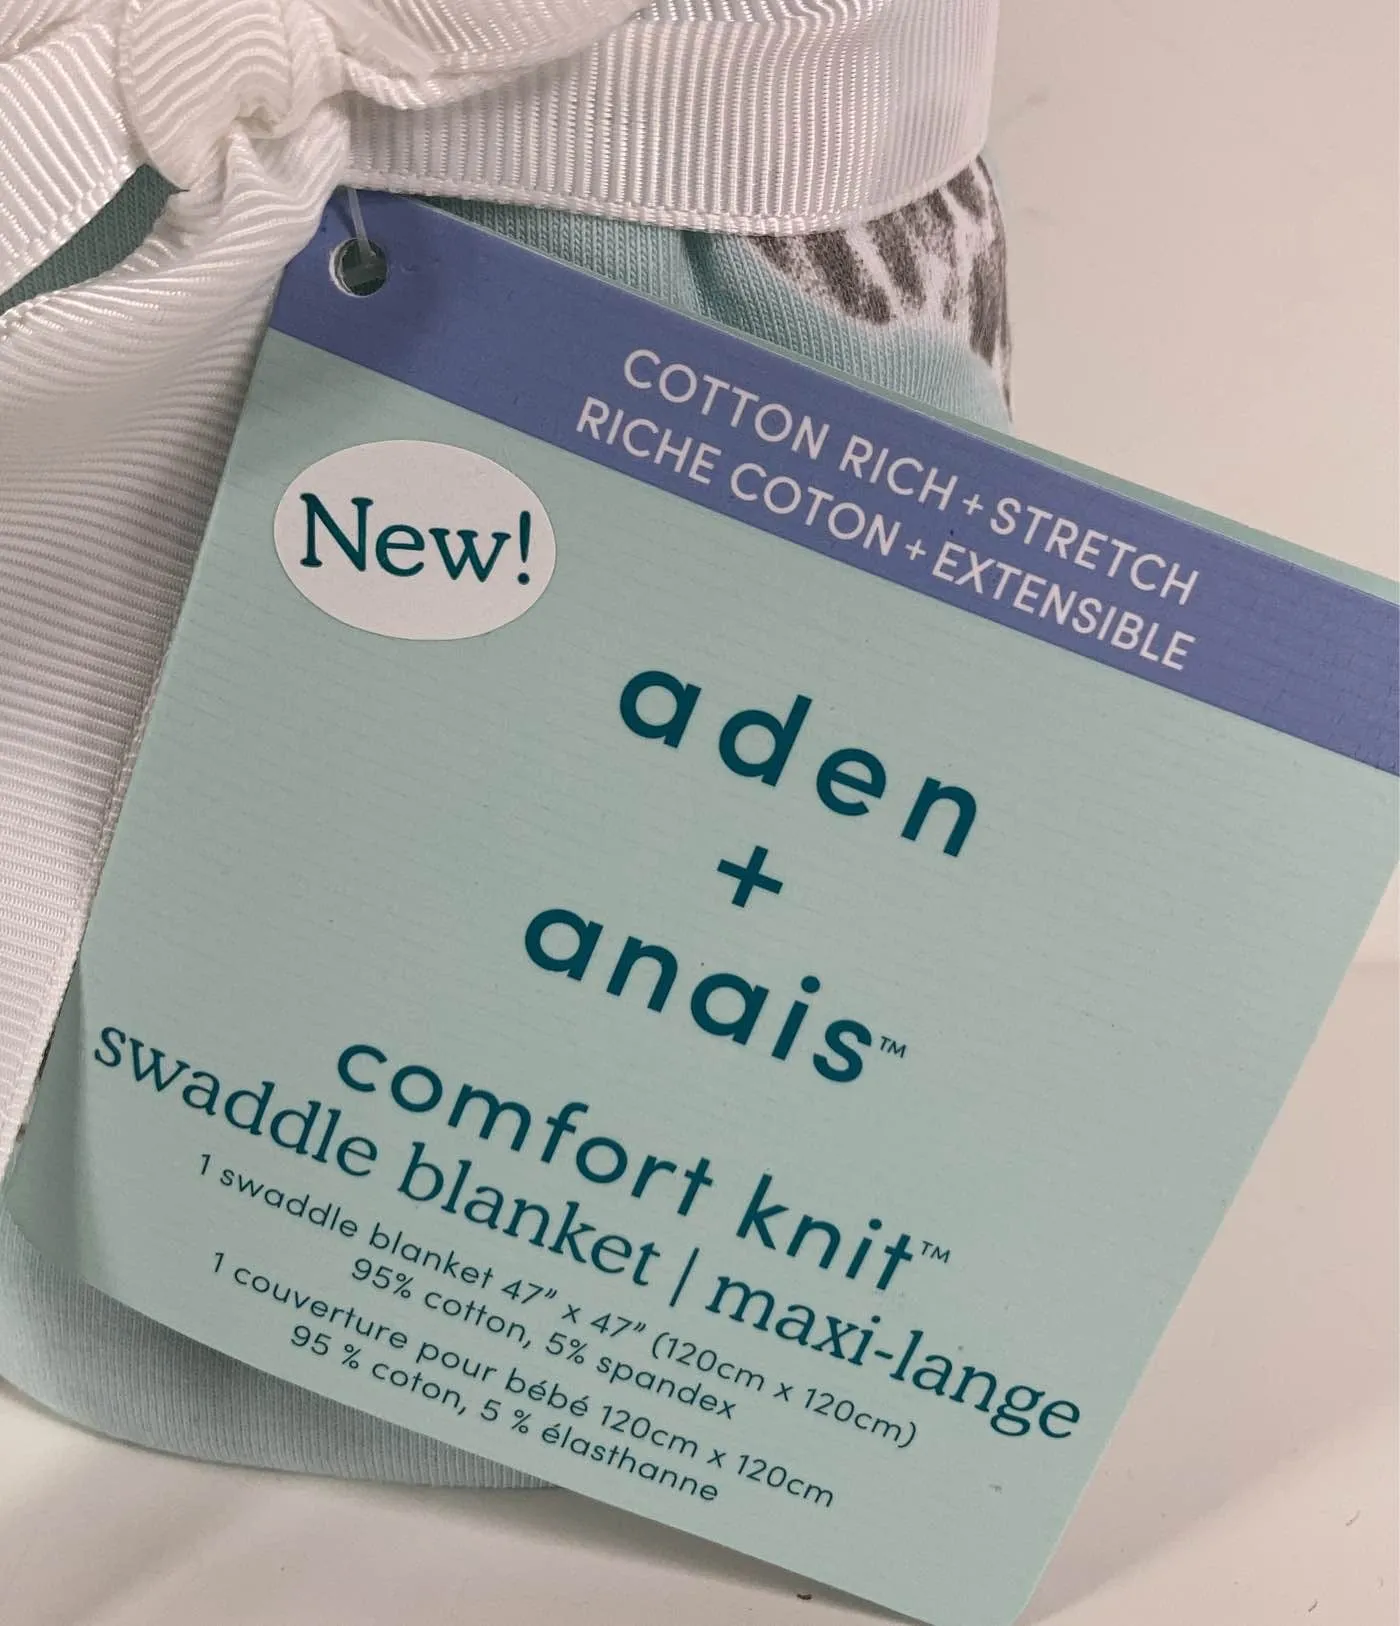 COTTON RICH + STRETCH
RICHE COTON + EXTENSIBLE
New!
aden
+
anais™
comfort knit™
swaddle blanket | maxi-lange
1 swaddle blanket 47" x 47" (120cm x 120cm)
95% cotton, 5% spandex
1 couverture pour bébé 120cm x 120cm
95 % coton, 5 % élasthanne